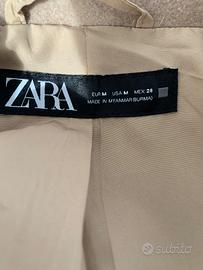 ZARA
EUR M USA M MEX 28
MADE IN MYANMAR(BURMA)
subito